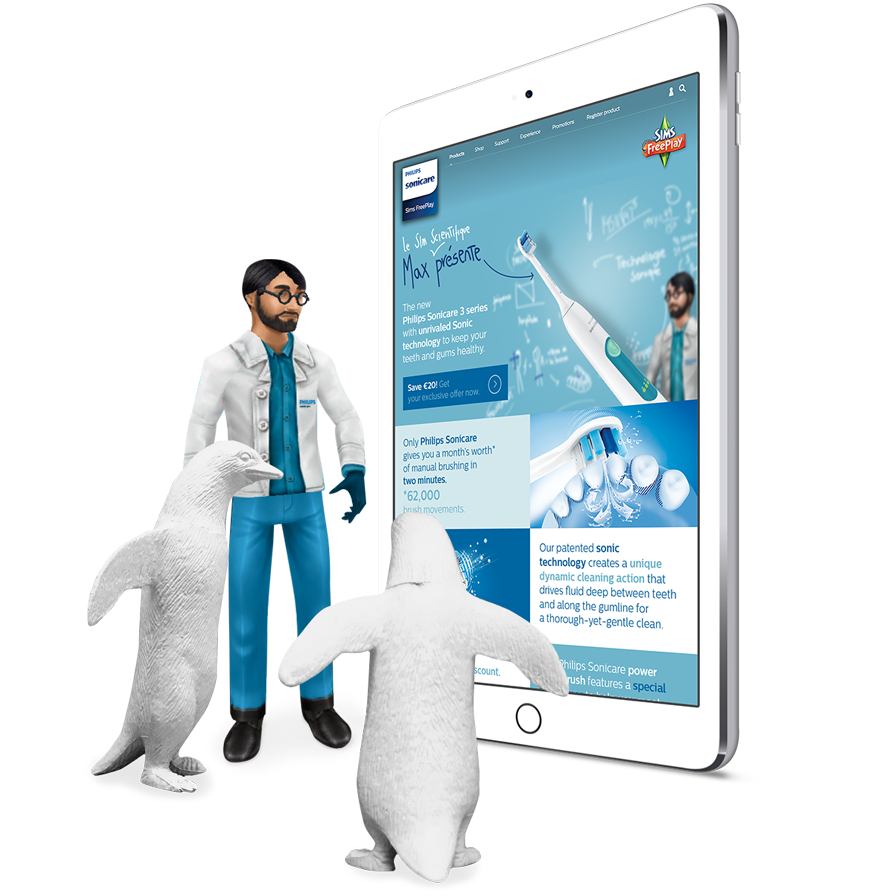 Products Shop Support Experience Promotions Register product
SIMS
FreePlay
PHILIPS
sonicare
Sims FreePlay
Le Sim Scientifique
Max présente
Technologie
Sonique
The new
Philips Sonicare 3 series
with unrivaled Sonic
technology to keep your
teeth and gums healthy.
Save €20! Get
your exclusive offer now.
PHILIPS
Only Philips Sonicare
gives you a month's worth*
of manual brushing in
two minutes.
*62,000
brush movements.
Our patented sonic
technology creates a unique
dynamic cleaning action that
drives fluid deep between teeth
and along the gumline for
a thorough-yet-gentle clean.
Philips Sonicare power
features a special